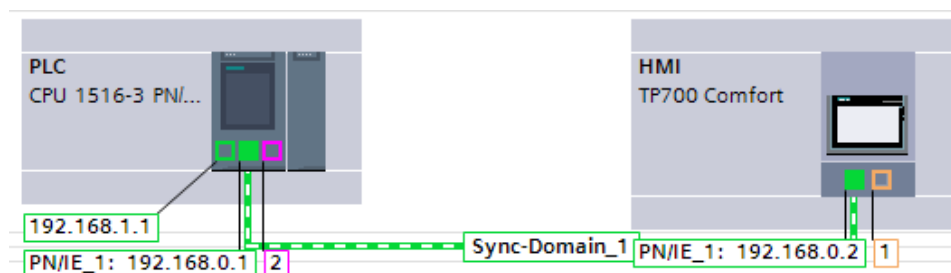 PLC
CPU 1516-3 PN/...
HMI
TP700 Comfort
192.168.1.1
Sync-Domain_1
PN/IE_1: 192.168.0.1
2
PN/IE_1: 192.168.0.2
1